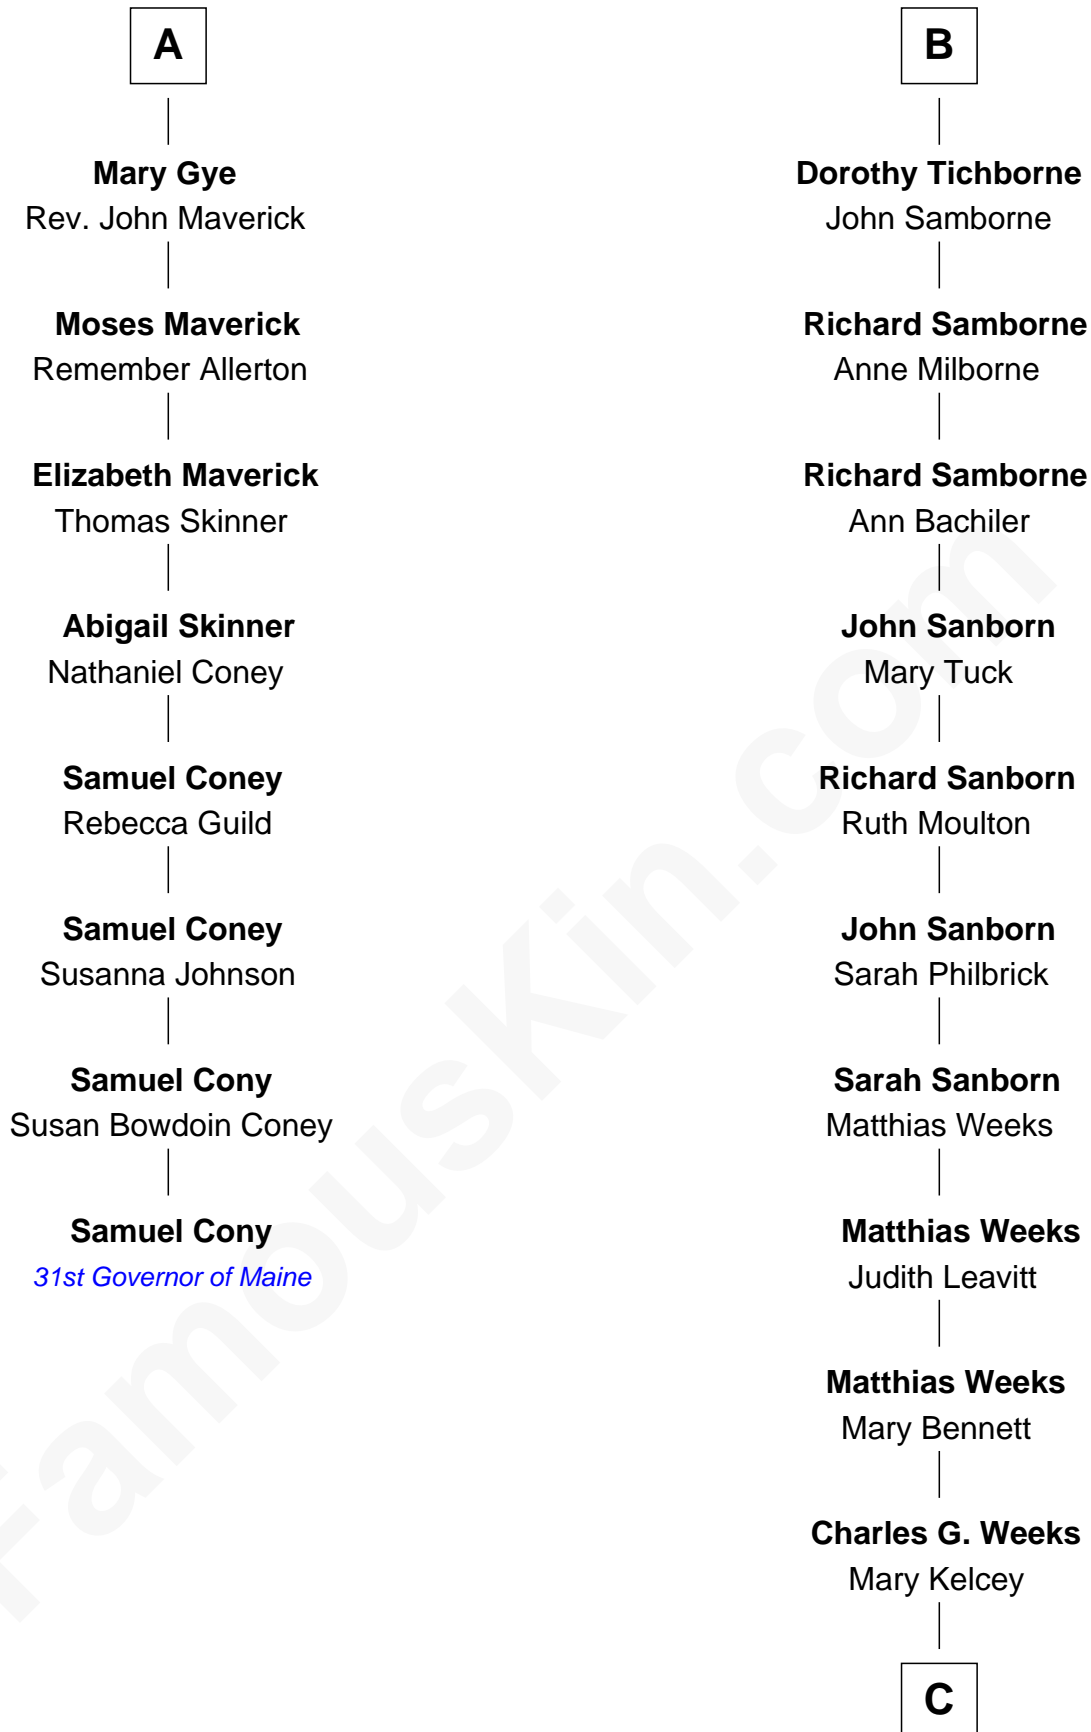 A
Mary Gye
Rev. John Maverick
Moses Maverick
Remember Allerton
Elizabeth Maverick
Thomas Skinner
Abigail Skinner
Nathaniel Coney
Samuel Coney
Rebecca Guild
Samuel Coney
Susanna Johnson
Samuel Cony
Susan Bowdoin Coney
Samuel Cony
31st Governor of Maine
B
Dorothy Tichborne
John Samborne
Richard Samborne
Anne Milborne
Richard Samborne
Ann Bachiler
John Sanborn
Mary Tuck
Richard Sanborn
Ruth Moulton
John Sanborn
Sarah Philbrick
Sarah Sanborn
Matthias Weeks
Matthias Weeks
Judith Leavitt
Matthias Weeks
Mary Bennett
Charles G. Weeks
Mary Kelcey
C
FamousKin.com